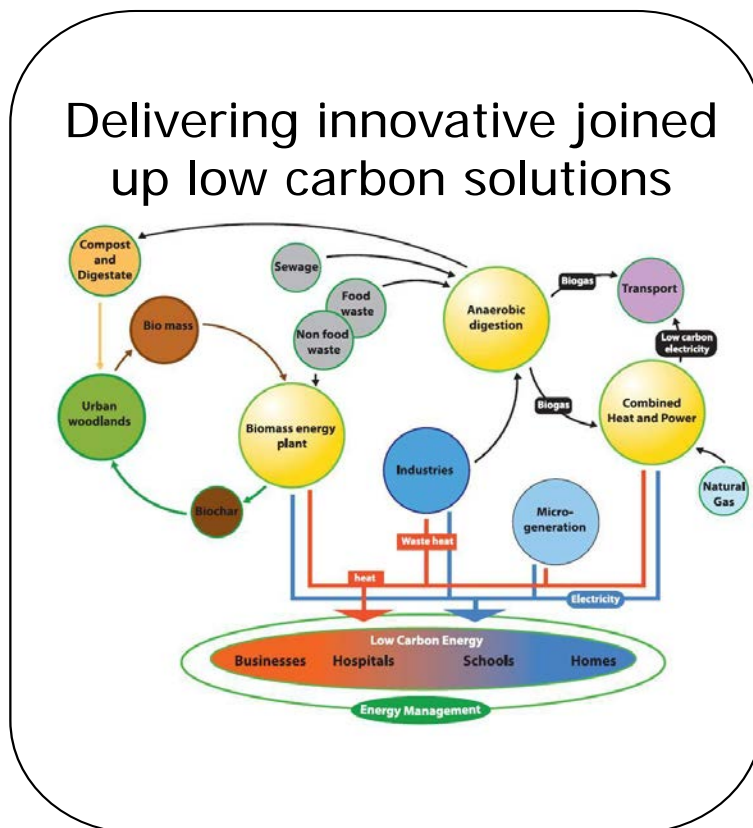 Delivering innovative joined
up low carbon solutions
Compost
and
Digestate
Sewage
Food
waste
Non food
waste
Bio mass
Anaerobic
digestion
Biogas
Transport
Low carbon
electricity
Urban
woodlands
Biomass energy
plant
Biogas
Combined
Heat and Power
Industries
Natural
Gas
Biochar
Micro-
generation
Waste heat
heat
Electricity
Low Carbon Energy
Businesses Hospitals Schools Homes
Energy Management